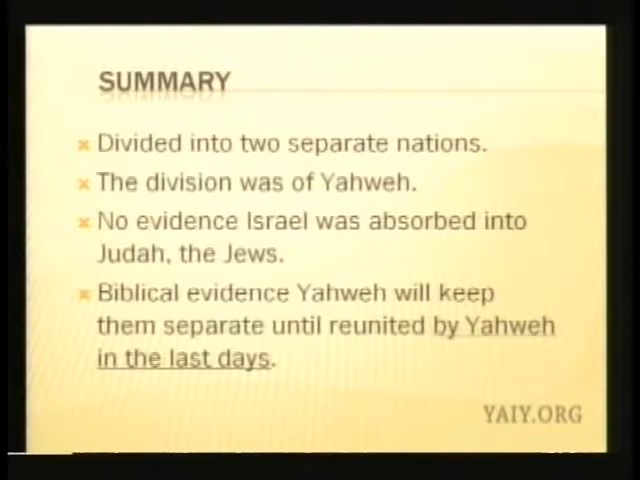 SUMMARY
Divided into two separate nations.
The division was of Yahweh.
No evidence Israel was absorbed into
Judah, the Jews.
Biblical evidence Yahweh will keep
them separate until reunited by Yahweh
in the last days.
YAIY.ORG